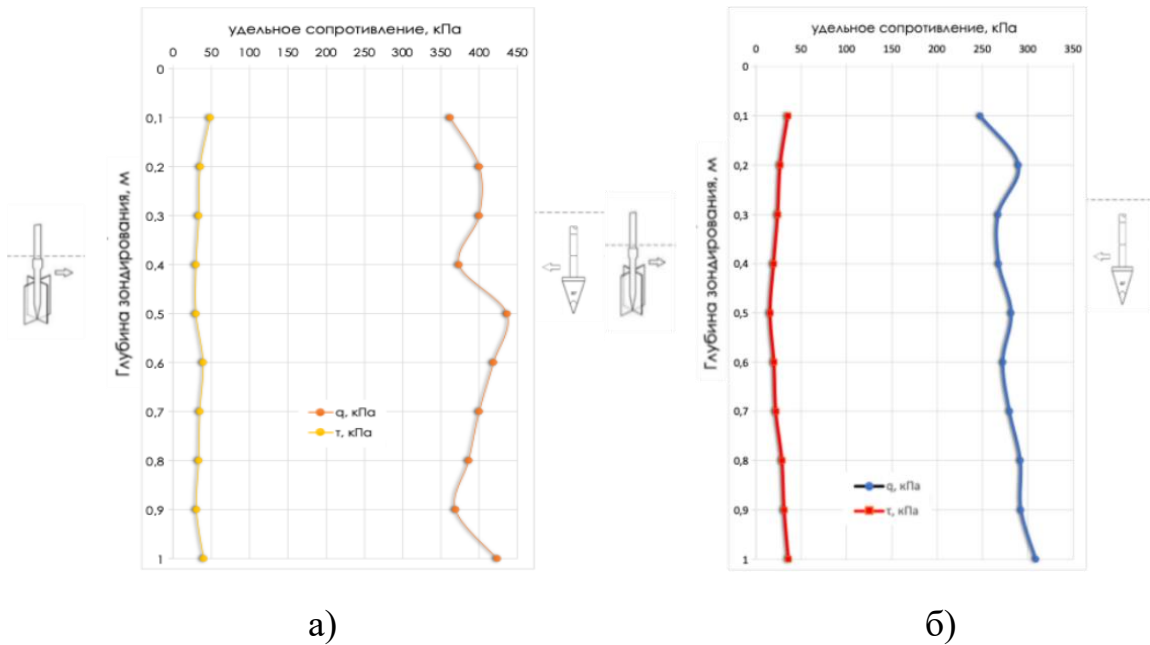 удельное сопротивление, кПа
0 50 100 150 200 250 300 350 400 450
Глубина зондирования, м
0
0,1
0,2
0,3
0,4
0,5
0,6
0,7
0,8
0,9
1
q, кПа
τ, кПа
а)
удельное сопротивление, кПа
0 50 100 150 200 250 300 350
Глубина зондирования, м
0
0,1
0,2
0,3
0,4
0,5
0,6
0,7
0,8
0,9
1
q, кПа
τ, кПа
б)